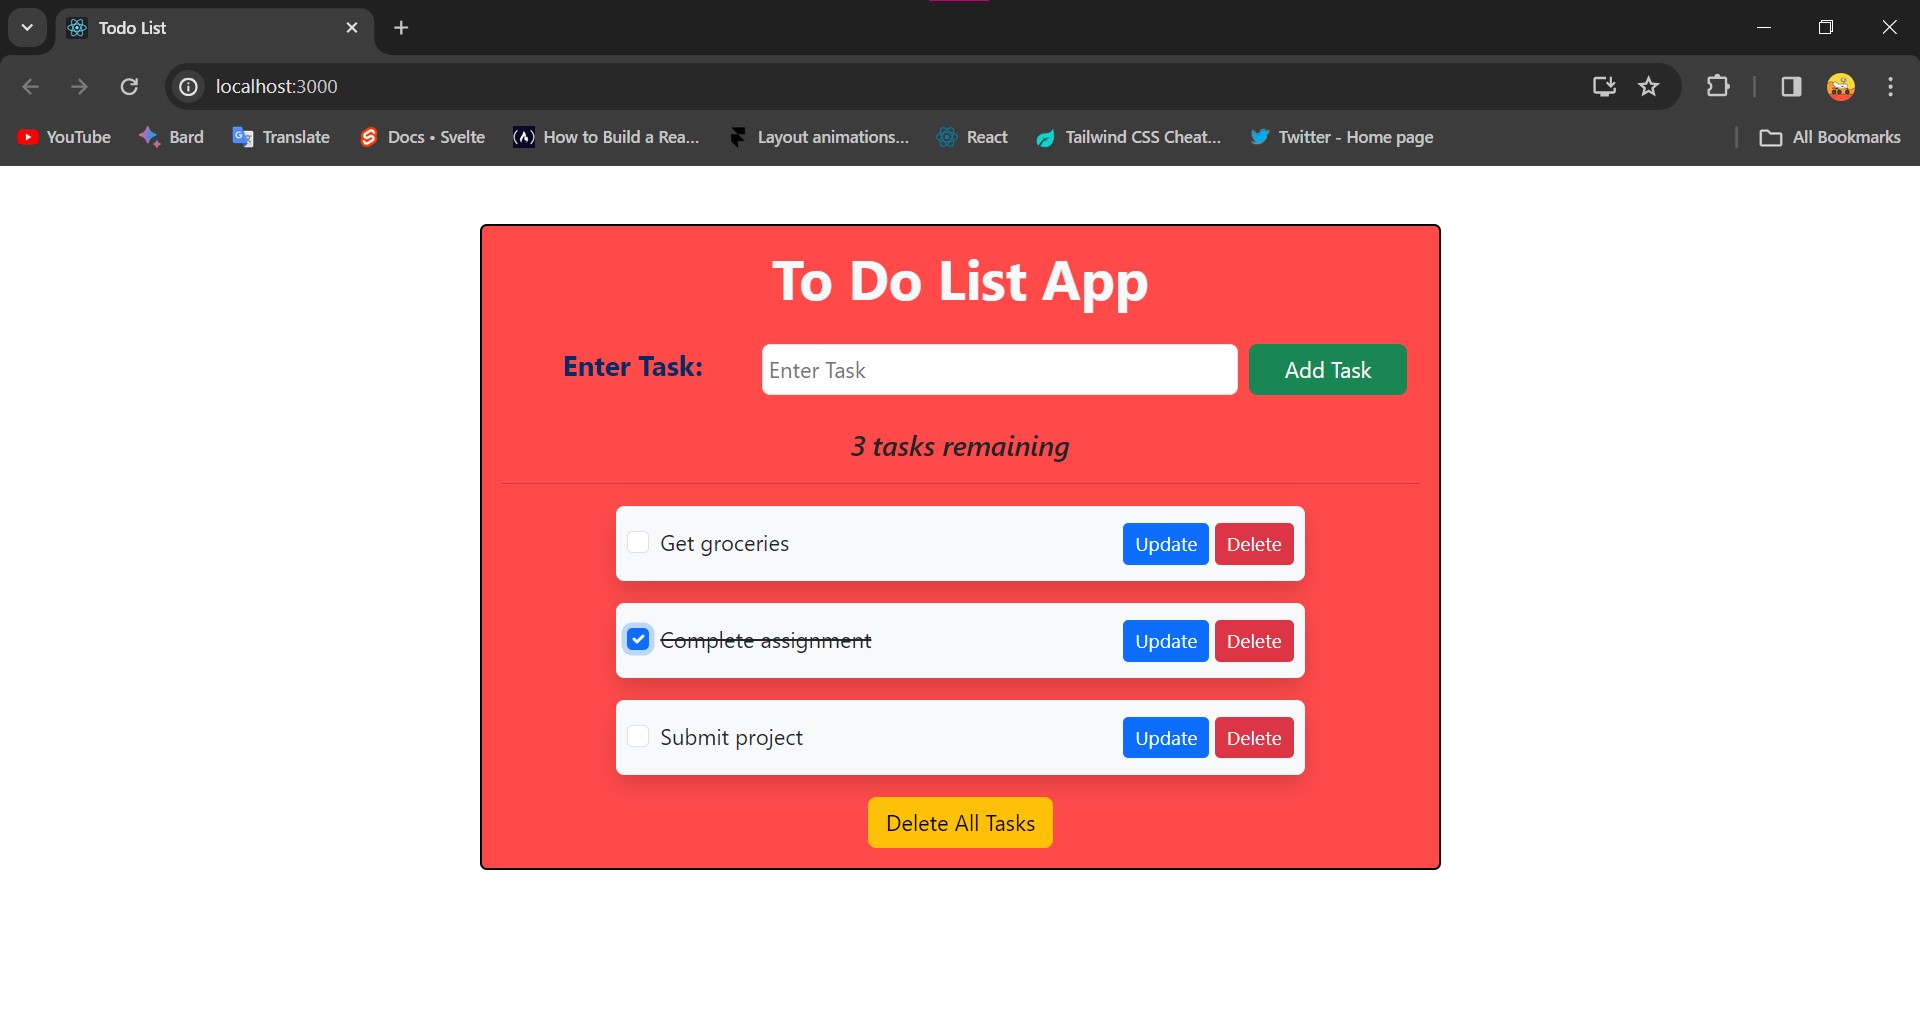 Todo List
localhost:3000
YouTube Bard Translate Docs • Svelte How to Build a Rea... Layout animations... React Tailwind CSS Cheat... Twitter - Home page All Bookmarks
To Do List App
Enter Task: Enter Task Add Task
3 tasks remaining
Get groceries Update Delete
Complete assignment Update Delete
Submit project Update Delete
Delete All Tasks